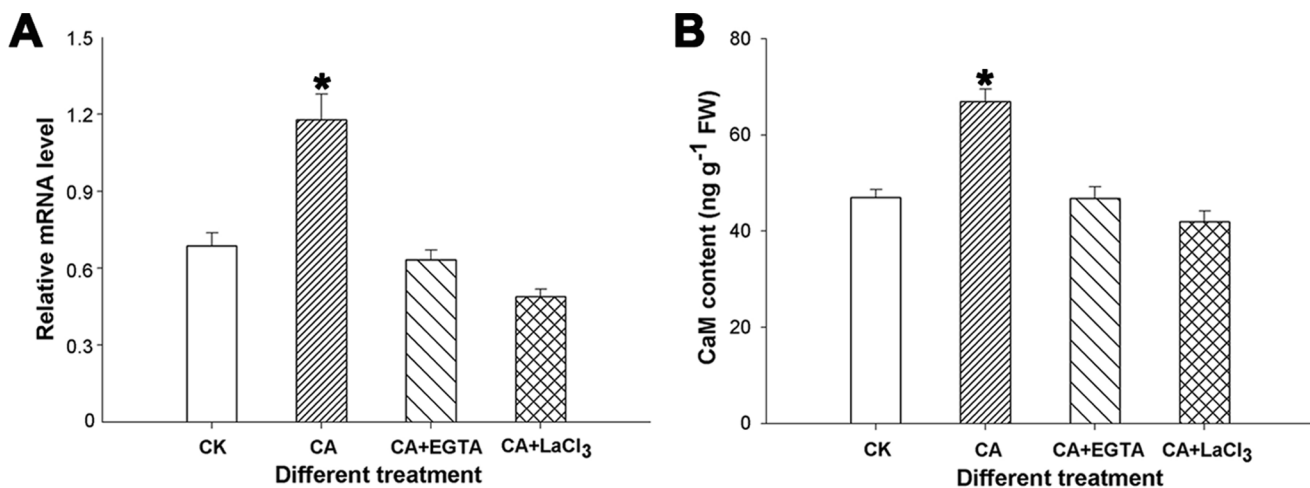 A
Relative mRNA level
1.5
1.2
0.9
0.6
0.3
0
*
CK
CA
CA+EGTA
CA+LaCl3
Different treatment
B
CaM content (ng g-1 FW)
80
60
40
20
0
*
CK
CA
CA+EGTA
CA+LaCl3
Different treatment